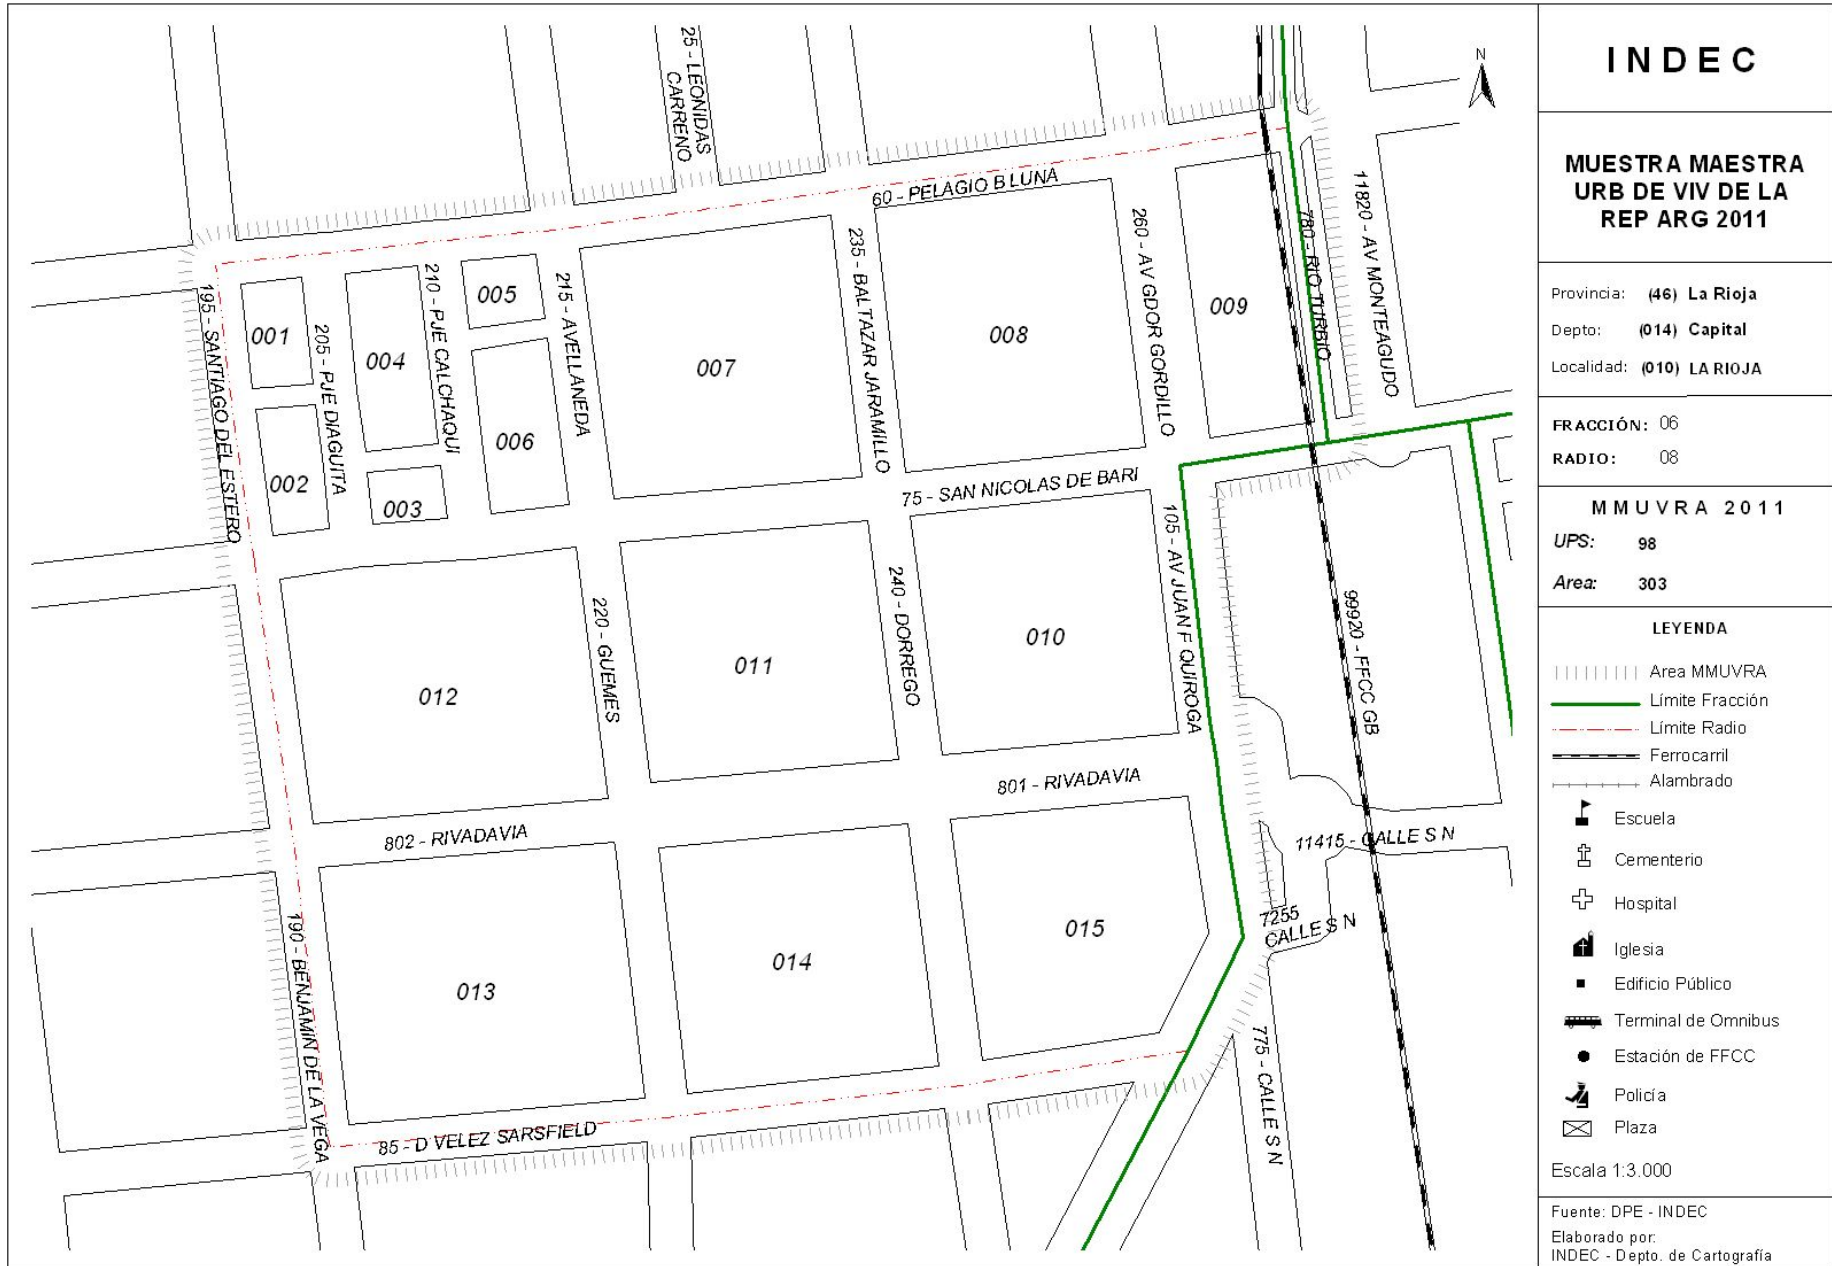 25 - LEONIDAS
CARRENO
N
60 - PELAGIO B LUNA
11820 - AV MONTEAGUDO
780 - RIO TURBIO
260 - AV GDOR GORDILLO
235 - BALTAZAR JARAMILLO
215 - AVELLANEDA
210 - PJE CALCHAQUI
205 - PJE DIAGUITA
195 - SANTIAGO DEL ESTERO
001
002
003
004
005
006
007
008
009
75 - SAN NICOLAS DE BARI
105 - AV JUAN F QUIROGA
240 - DORREGO
220 - GUEMES
99920 - FFCC GB
012
011
010
801 - RIVADAVIA
802 - RIVADAVIA
11415 - CALLE S N
7255
CALLE S N
190 - BENJAMIN DE LA VEGA
013
014
015
775 - CALLE S N
85 - D VELEZ SARSFIELD
INDEC
MUESTRA MAESTRA
URB DE VIV DE LA
REP ARG 2011
Provincia: (46) La Rioja
Depto: (014) Capital
Localidad: (010) LA RIOJA
FRACCIÓN: 06
RADIO: 08
MMUVRA 2011
UPS: 98
Area: 303
LEYENDA
Area MMUVRA
Límite Fracción
Límite Radio
Ferrocarril
Alambrado
Escuela
Cementerio
Hospital
Iglesia
Edificio Público
Terminal de Omnibus
Estación de FFCC
Policía
Plaza
Escala 1:3.000
Fuente: DPE - INDEC
Elaborado por:
INDEC - Depto. de Cartografía